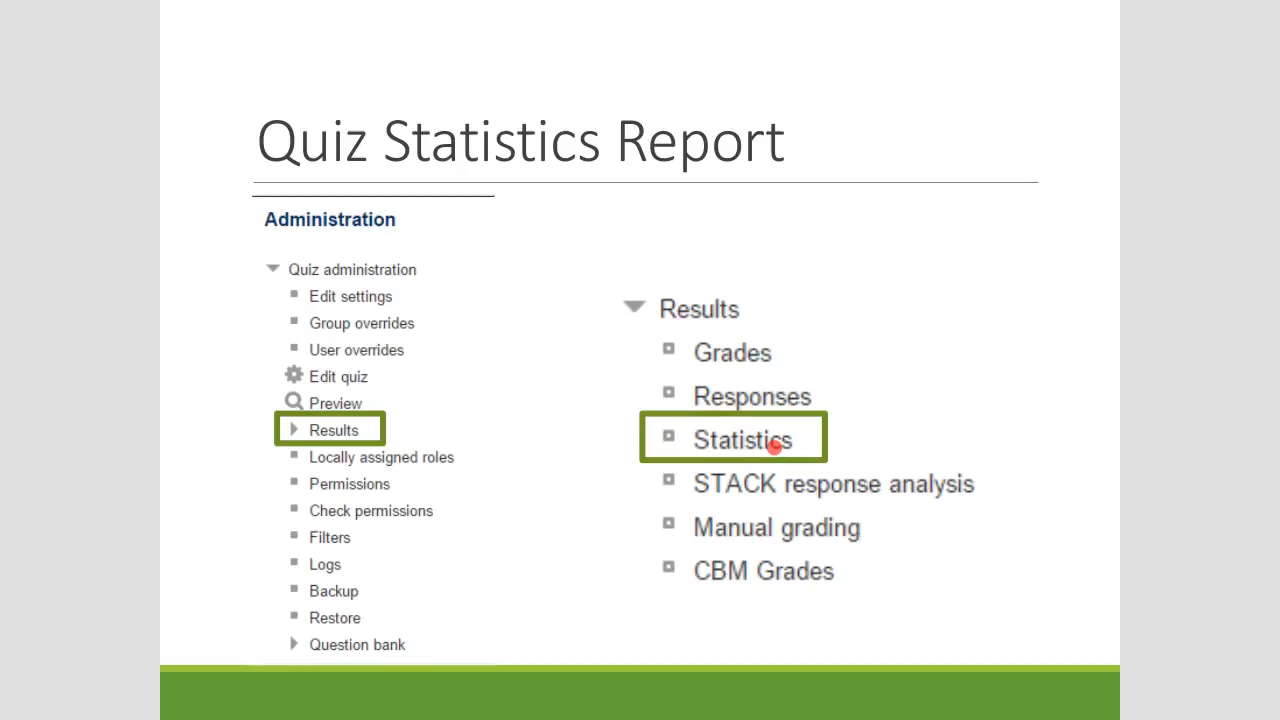 Quiz Statistics Report
Administration
Quiz administration
Edit settings
Group overrides
User overrides
Edit quiz
Preview
Results
Locally assigned roles
Permissions
Check permissions
Filters
Logs
Backup
Restore
Question bank
Results
Grades
Responses
Statistics
STACK response analysis
Manual grading
CBM Grades